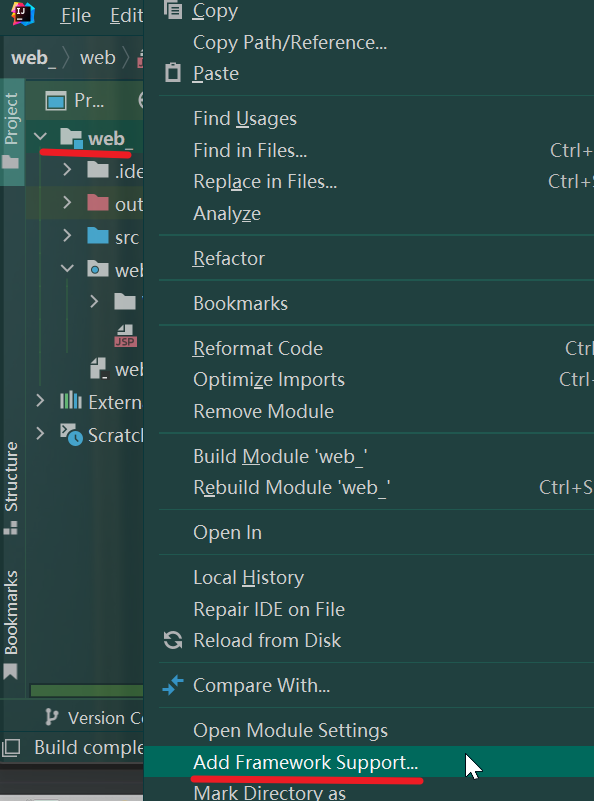 IJ
File Edit
web_ web
Project
Pr...
web_
.ide
out
src
web
JSP
web
Extern
Scratch
Structure
Bookmarks
Version Co
Build comple
Copy
Copy Path/Reference...
Paste
Find Usages
Find in Files... Ctrl+
Replace in Files... Ctrl+S
Analyze
Refactor
Bookmarks
Reformat Code Ctrl
Optimize Imports Ctrl+
Remove Module
Build Module 'web_'
Rebuild Module 'web_' Ctrl+S
Open In
Local History
Repair IDE on File
Reload from Disk
Compare With...
Open Module Settings
Add Framework Support...
Mark Directory as